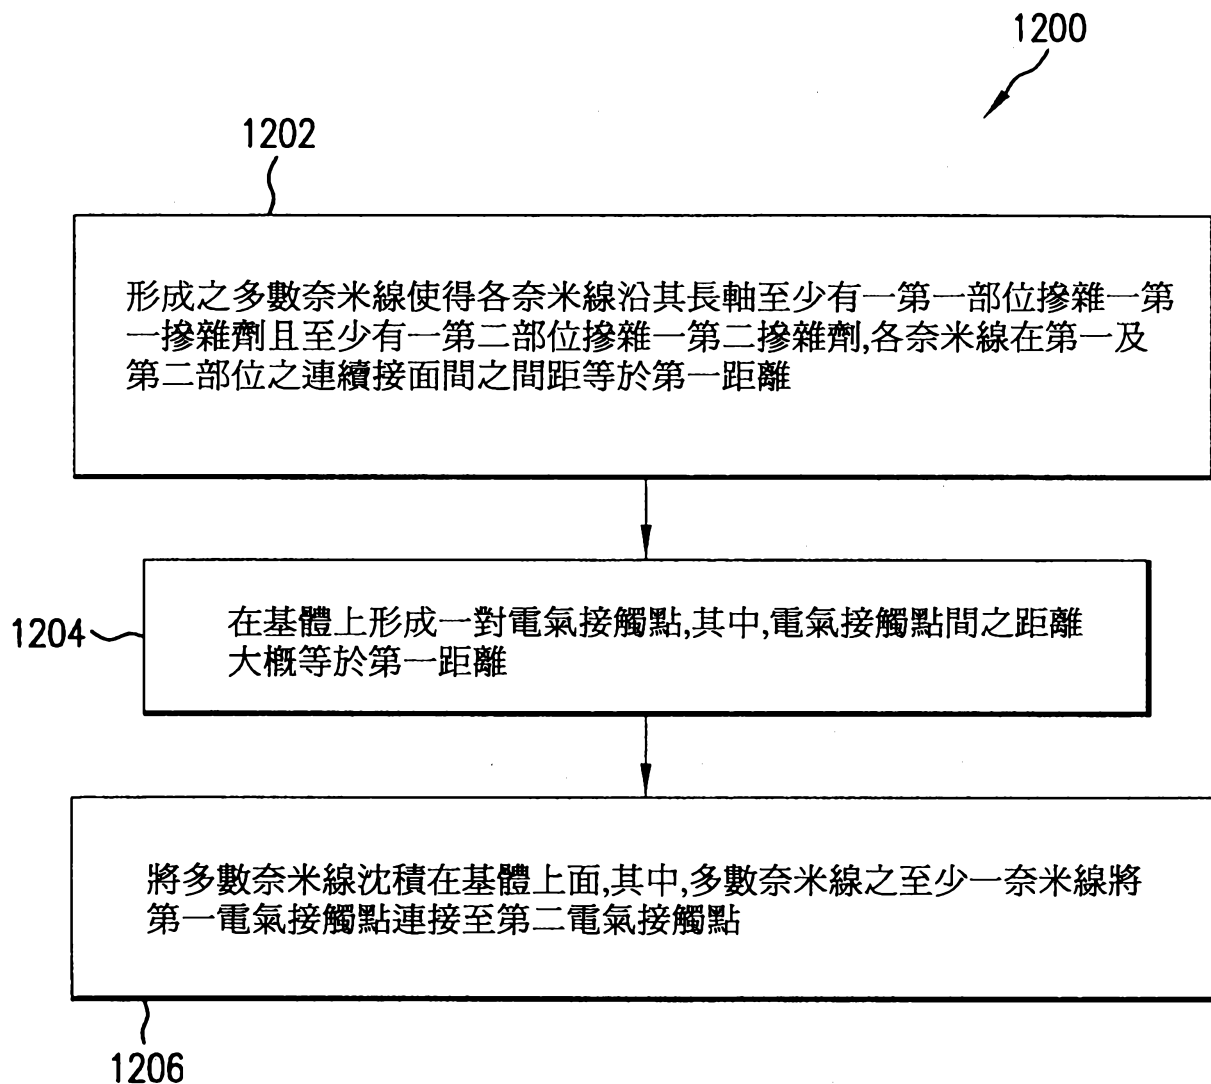 1200
1202
形成之多數奈米線使得各奈米線沿其長軸至少有一第一部位摻雜一第
一摻雜劑且至少有一第二部位摻雜一第二摻雜劑,各奈米線在第一及
第二部位之連續接面間之間距等於第一距離
1204
在基體上形成一對電氣接觸點,其中,電氣接觸點間之距離
大概等於第一距離
將多數奈米線沈積在基體上面,其中,多數奈米線之至少一奈米線將
第一電氣接觸點連接至第二電氣接觸點
1206